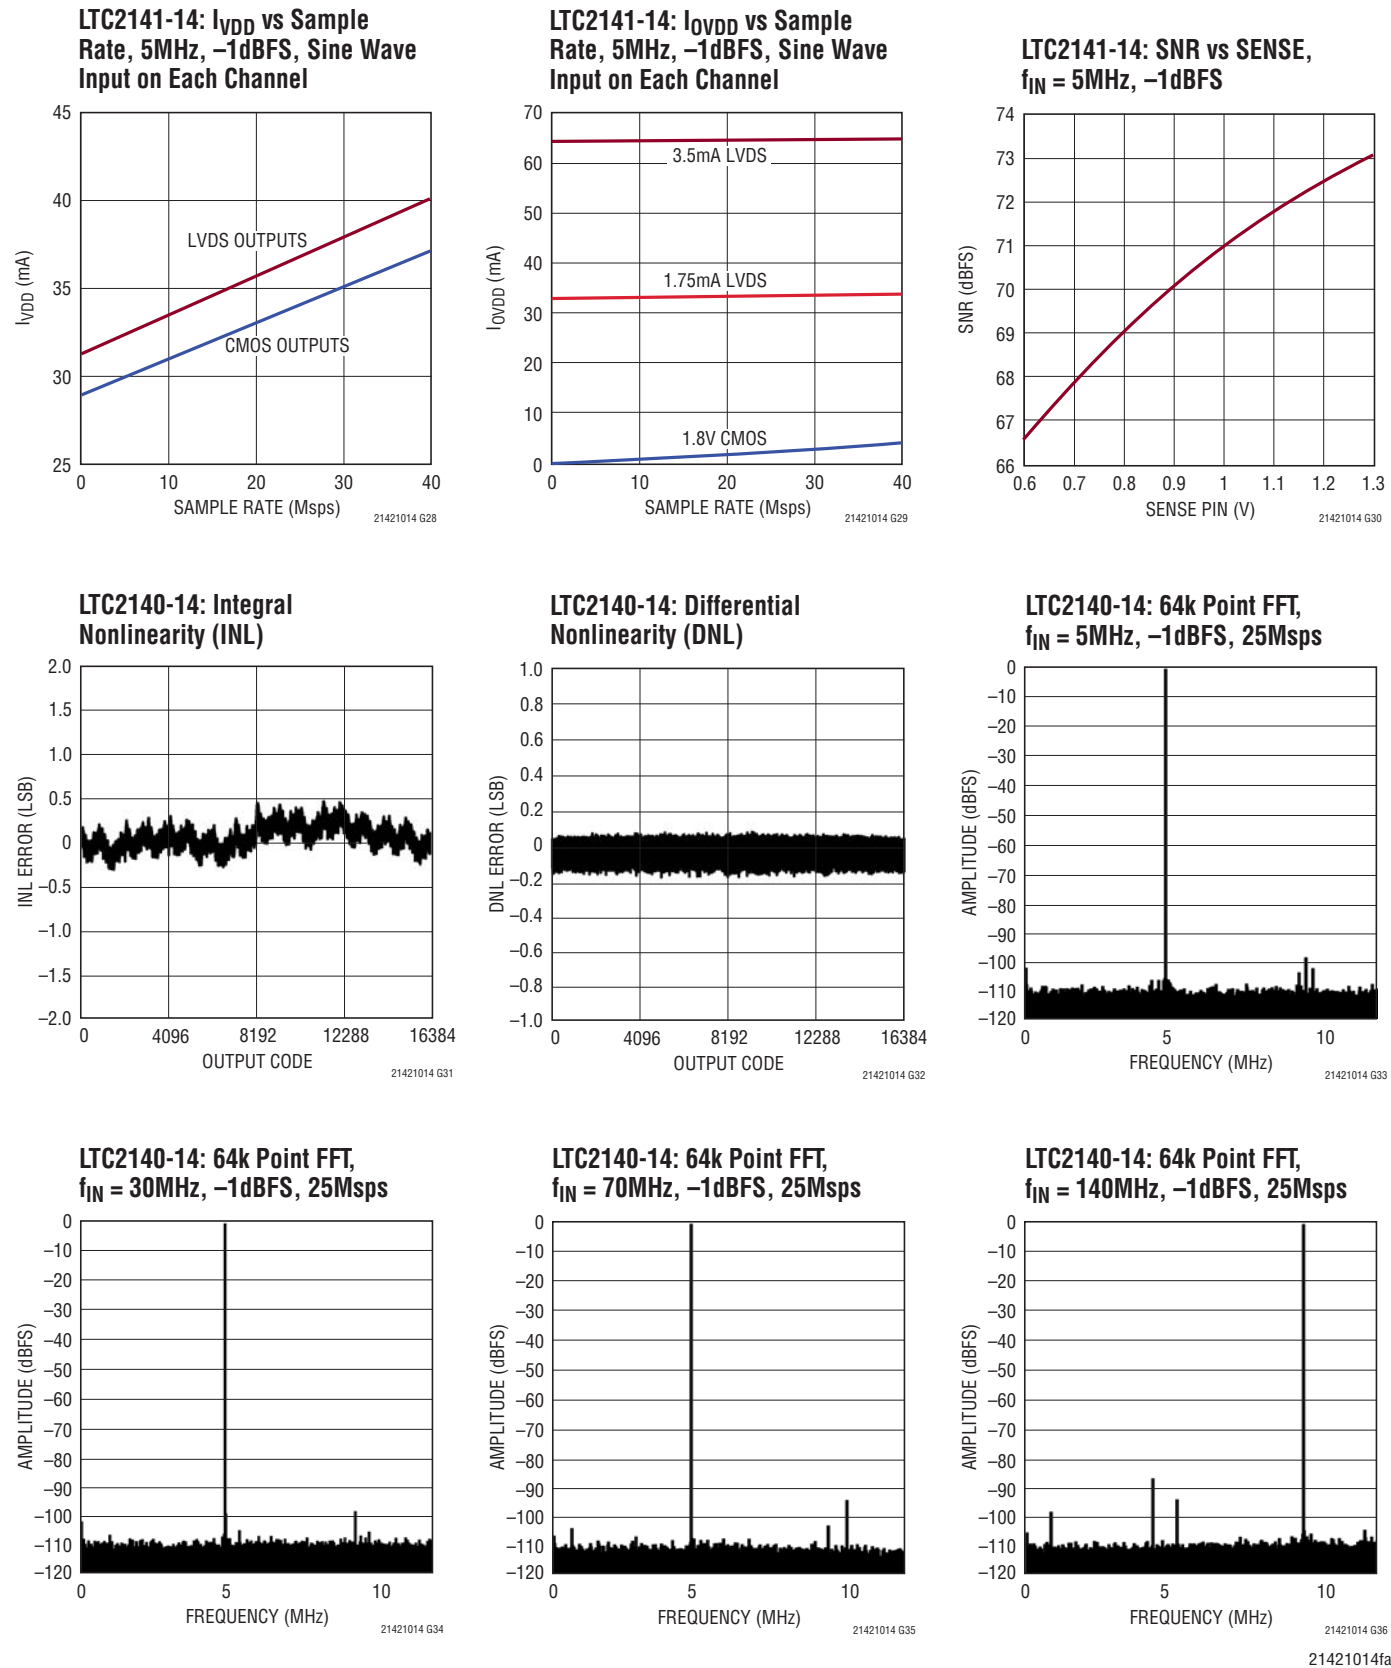 LTC2141-14: IVDD vs Sample
Rate, 5MHz, –1dBFS, Sine Wave
Input on Each Channel
45
40
35
30
25
IVDD (mA)
LVDS OUTPUTS
CMOS OUTPUTS
0 10 20 30 40
SAMPLE RATE (Msps)
21421014 G28
LTC2141-14: IOVDD vs Sample
Rate, 5MHz, –1dBFS, Sine Wave
Input on Each Channel
70
60
50
40
30
20
10
0
IOVDD (mA)
3.5mA LVDS
1.75mA LVDS
1.8V CMOS
0 10 20 30 40
SAMPLE RATE (Msps)
21421014 G29
LTC2141-14: SNR vs SENSE,
fIN = 5MHz, –1dBFS
74
73
72
71
70
69
68
67
66
SNR (dBFS)
0.6 0.7 0.8 0.9 1 1.1 1.2 1.3
SENSE PIN (V)
21421014 G30
LTC2140-14: Integral
Nonlinearity (INL)
2.0
1.5
1.0
0.5
0
–0.5
–1.0
–1.5
–2.0
INL ERROR (LSB)
0 4096 8192 12288 16384
OUTPUT CODE
21421014 G31
LTC2140-14: Differential
Nonlinearity (DNL)
1.0
0.8
0.6
0.4
0.2
0
–0.2
–0.4
–0.6
–0.8
–1.0
DNL ERROR (LSB)
0 4096 8192 12288 16384
OUTPUT CODE
21421014 G32
LTC2140-14: 64k Point FFT,
fIN = 5MHz, –1dBFS, 25Msps
0
–10
–20
–30
–40
–50
–60
–70
–80
–90
–100
–110
–120
AMPLITUDE (dBFS)
0 5 10
FREQUENCY (MHz)
21421014 G33
LTC2140-14: 64k Point FFT,
fIN = 30MHz, –1dBFS, 25Msps
0
–10
–20
–30
–40
–50
–60
–70
–80
–90
–100
–110
–120
AMPLITUDE (dBFS)
0 5 10
FREQUENCY (MHz)
21421014 G34
LTC2140-14: 64k Point FFT,
fIN = 70MHz, –1dBFS, 25Msps
0
–10
–20
–30
–40
–50
–60
–70
–80
–90
–100
–110
–120
AMPLITUDE (dBFS)
0 5 10
FREQUENCY (MHz)
21421014 G35
LTC2140-14: 64k Point FFT,
fIN = 140MHz, –1dBFS, 25Msps
0
–10
–20
–30
–40
–50
–60
–70
–80
–90
–100
–110
–120
AMPLITUDE (dBFS)
0 5 10
FREQUENCY (MHz)
21421014 G36
21421014fa